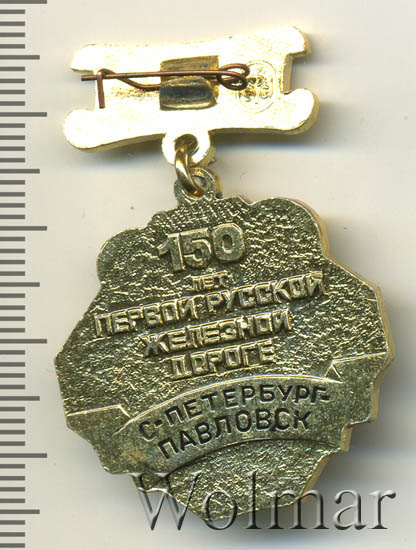 150
ЛЕТ
ПЕРВОЙ РУССКОЙ
ЖЕЛЕЗНОЙ
ДОРОГЕ
С-ПЕТЕРБУРГ-
ПАВЛОВСК
Wolmar